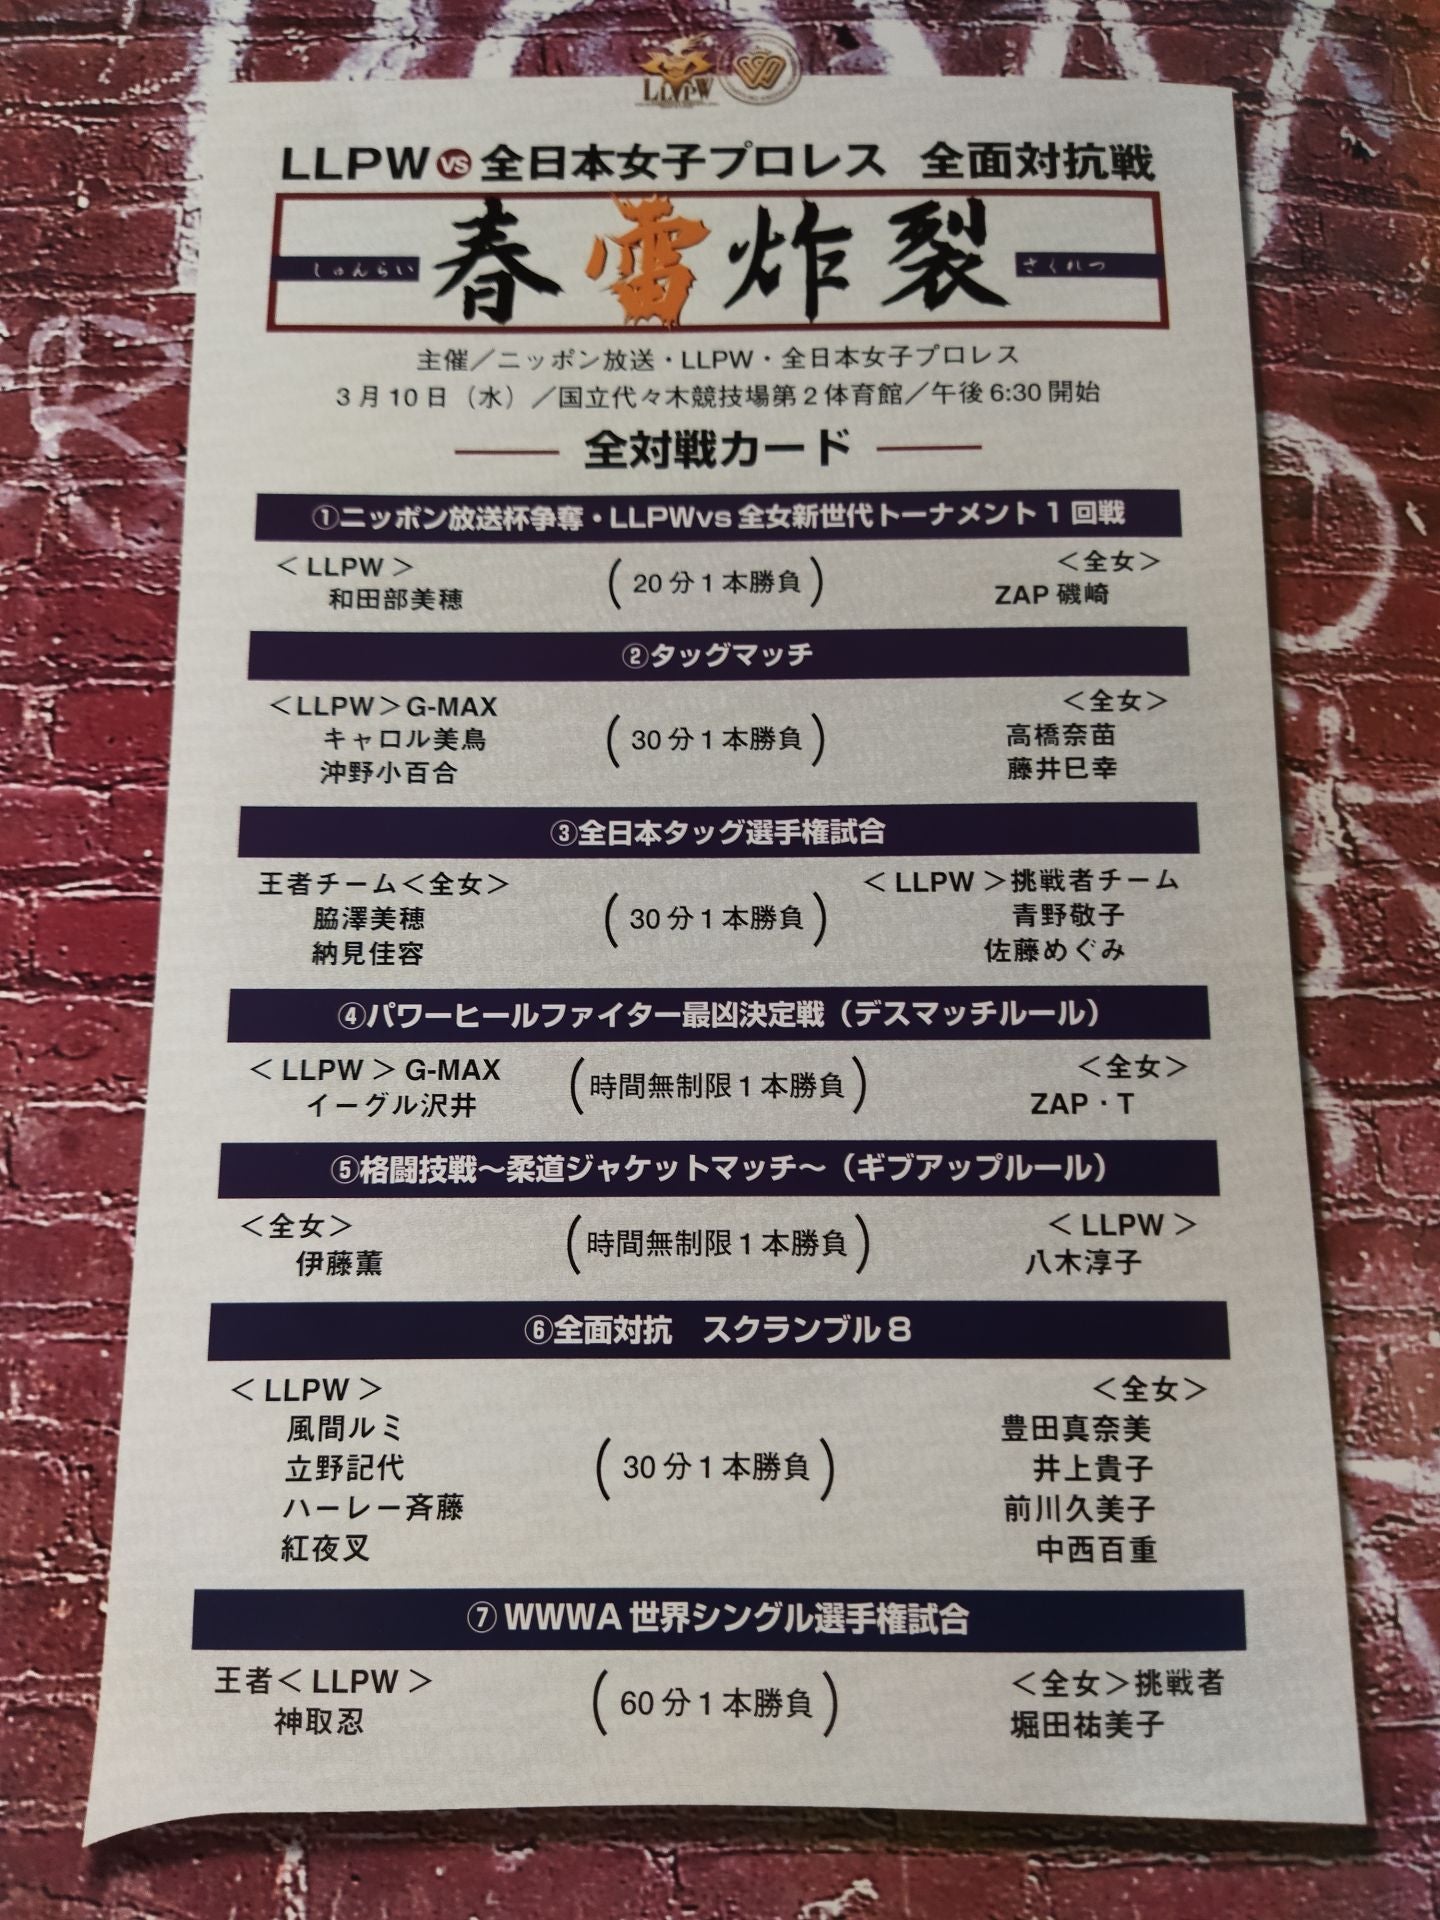 LLPW
LLPW vs 全日本女子プロレス 全面対抗戦
しゅんらい 春雷炸裂 さくれつ
主催／ニッポン放送・LLPW・全日本女子プロレス
3月10日（水）／国立代々木競技場第2体育館／午後6:30開始
全対戦カード
①ニッポン放送杯争奪・LLPWvs全女新世代トーナメント1回戦
＜LLPW＞ ＜全女＞
和田部美穂 （20分1本勝負） ZAP磯崎
②タッグマッチ
＜LLPW＞G-MAX ＜全女＞
キャロル美鳥 （30分1本勝負） 高橋奈苗
沖野小百合 藤井巳幸
③全日本タッグ選手権試合
王者チーム＜全女＞ ＜LLPW＞挑戦者チーム
脇澤美穂 （30分1本勝負） 青野敬子
納見佳容 佐藤めぐみ
④パワーヒールファイター最凶決定戦（デスマッチルール）
＜LLPW＞G-MAX （時間無制限1本勝負） ＜全女＞
イーグル沢井 ZAP・T
⑤格闘技戦～柔道ジャケットマッチ～（ギブアップルール）
＜全女＞ （時間無制限1本勝負） ＜LLPW＞
伊藤薫 八木淳子
⑥全面対抗 スクランブル8
＜LLPW＞ ＜全女＞
風間ルミ 豊田真奈美
立野記代 （30分1本勝負） 井上貴子
ハーレー斉藤 前川久美子
紅夜叉 中西百重
⑦WWWA世界シングル選手権試合
王者＜LLPW＞ （60分1本勝負） ＜全女＞挑戦者
神取忍 堀田祐美子